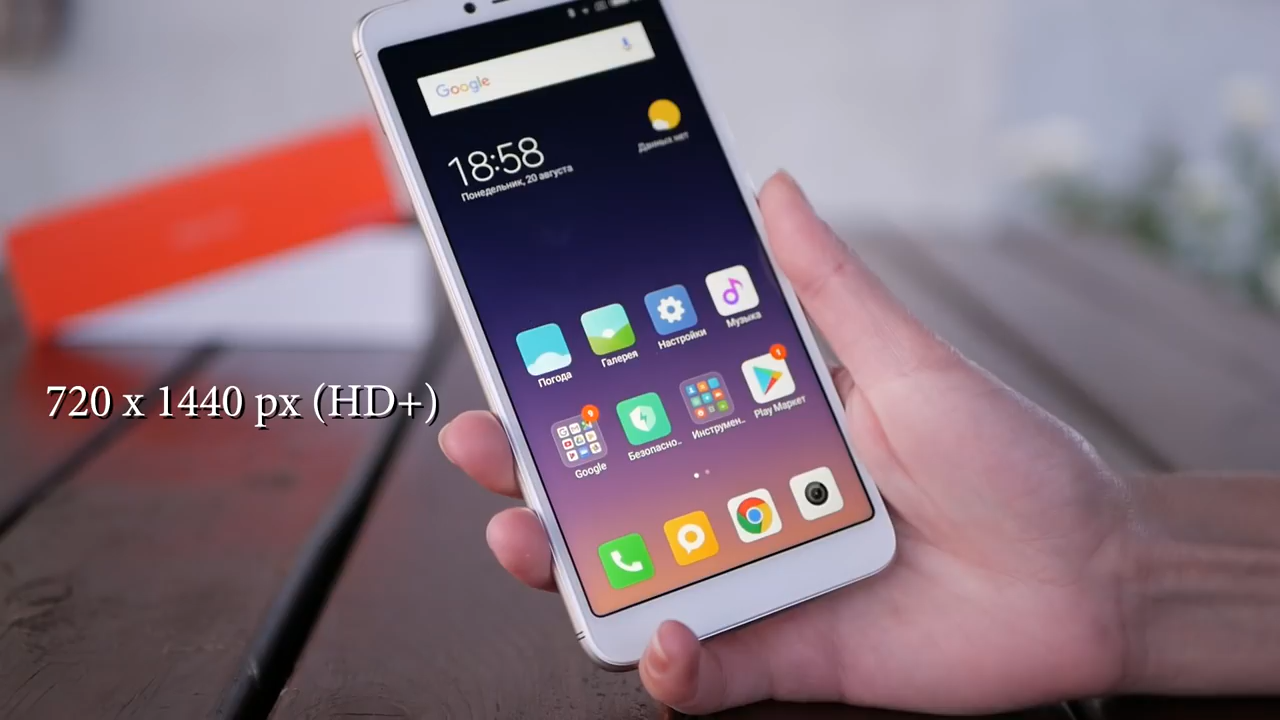 Google
Данных нет
18:58
Понедельник, 20 августа
Погода
Галерея
Настройки
Музыка
Google
Безопасно..
Инструмен..
Play Маркет
720 x 1440 px (HD+)